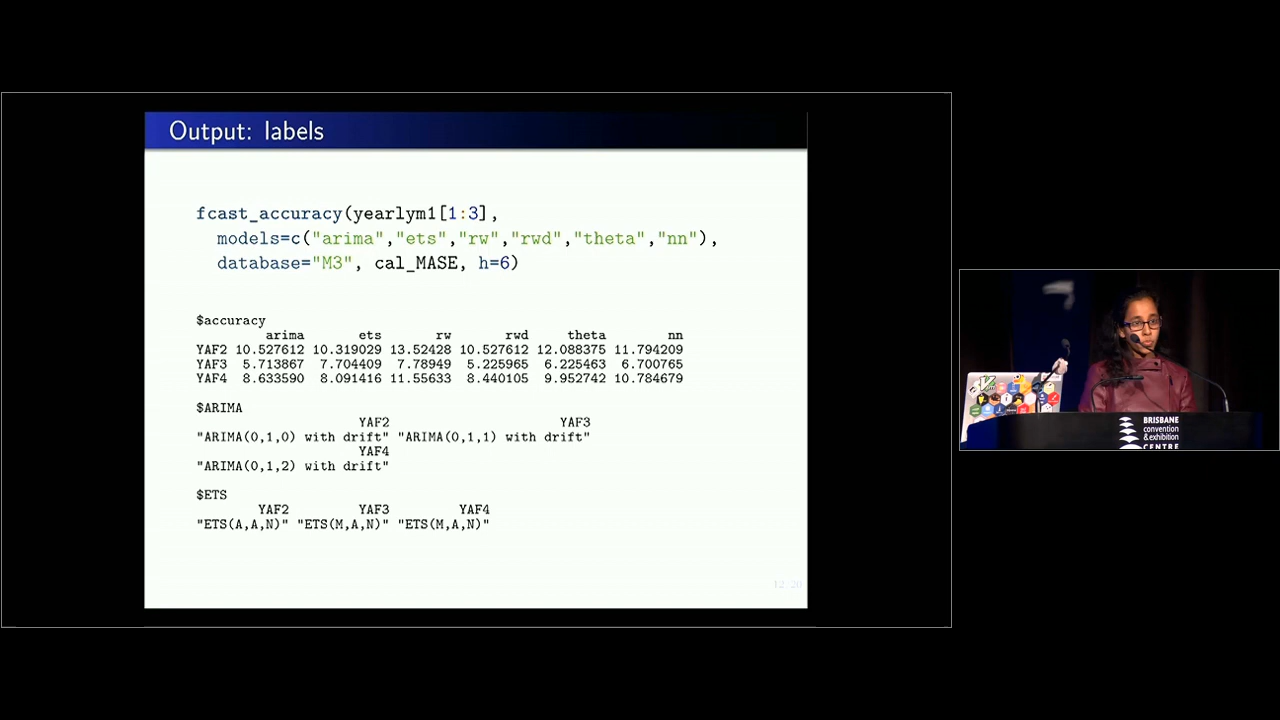 Output: labels
fcast_accuracy(yearlym1[1:3],
models=c("arima","ets","rw","rwd","theta","nn"),
database="M3", cal_MASE, h=6)
$accuracy
arima ets rw rwd theta nn
YAF2 10.527612 10.319029 13.52428 10.527612 12.088375 11.794209
YAF3 5.713867 7.704409 7.78949 5.225965 6.225463 6.700765
YAF4 8.633590 8.091416 11.55633 8.440105 9.952742 10.784679
$ARIMA
YAF2 YAF3
"ARIMA(0,1,0) with drift" "ARIMA(0,1,1) with drift"
YAF4
"ARIMA(0,1,2) with drift"
$ETS
YAF2 YAF3 YAF4
"ETS(A,A,N)" "ETS(M,A,N)" "ETS(M,A,N)"
BRISBANE
convention
& exhibition
CENTRE